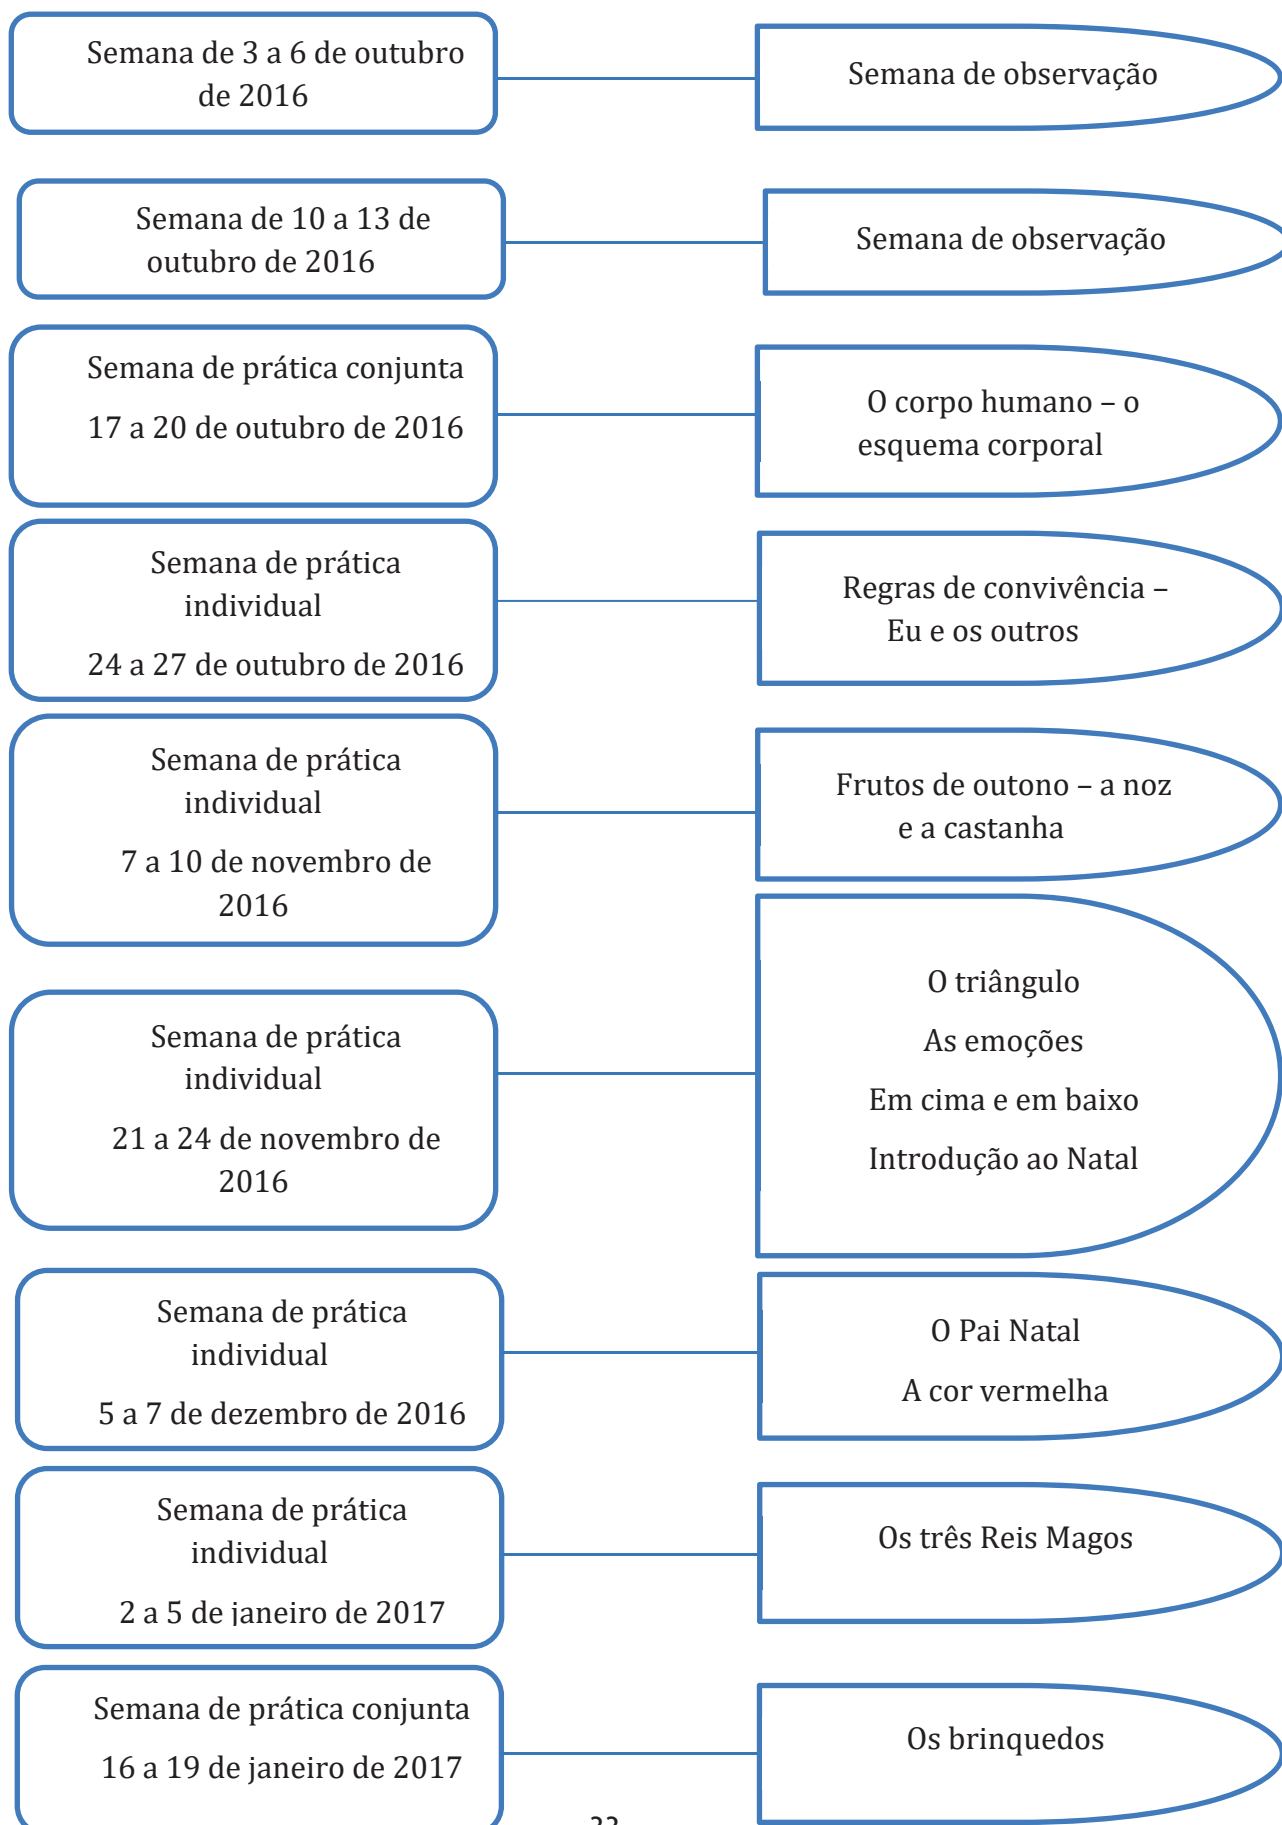 Semana de 3 a 6 de outubro
de 2016
Semana de observação
Semana de 10 a 13 de
outubro de 2016
Semana de observação
Semana de prática conjunta
17 a 20 de outubro de 2016
O corpo humano – o
esquema corporal
Semana de prática
individual
24 a 27 de outubro de 2016
Regras de convivência –
Eu e os outros
Semana de prática
individual
7 a 10 de novembro de
2016
Frutos de outono – a noz
e a castanha
Semana de prática
individual
21 a 24 de novembro de
2016
O triângulo
As emoções
Em cima e em baixo
Introdução ao Natal
Semana de prática
individual
5 a 7 de dezembro de 2016
O Pai Natal
A cor vermelha
Semana de prática
individual
2 a 5 de janeiro de 2017
Os três Reis Magos
Semana de prática conjunta
16 a 19 de janeiro de 2017
Os brinquedos